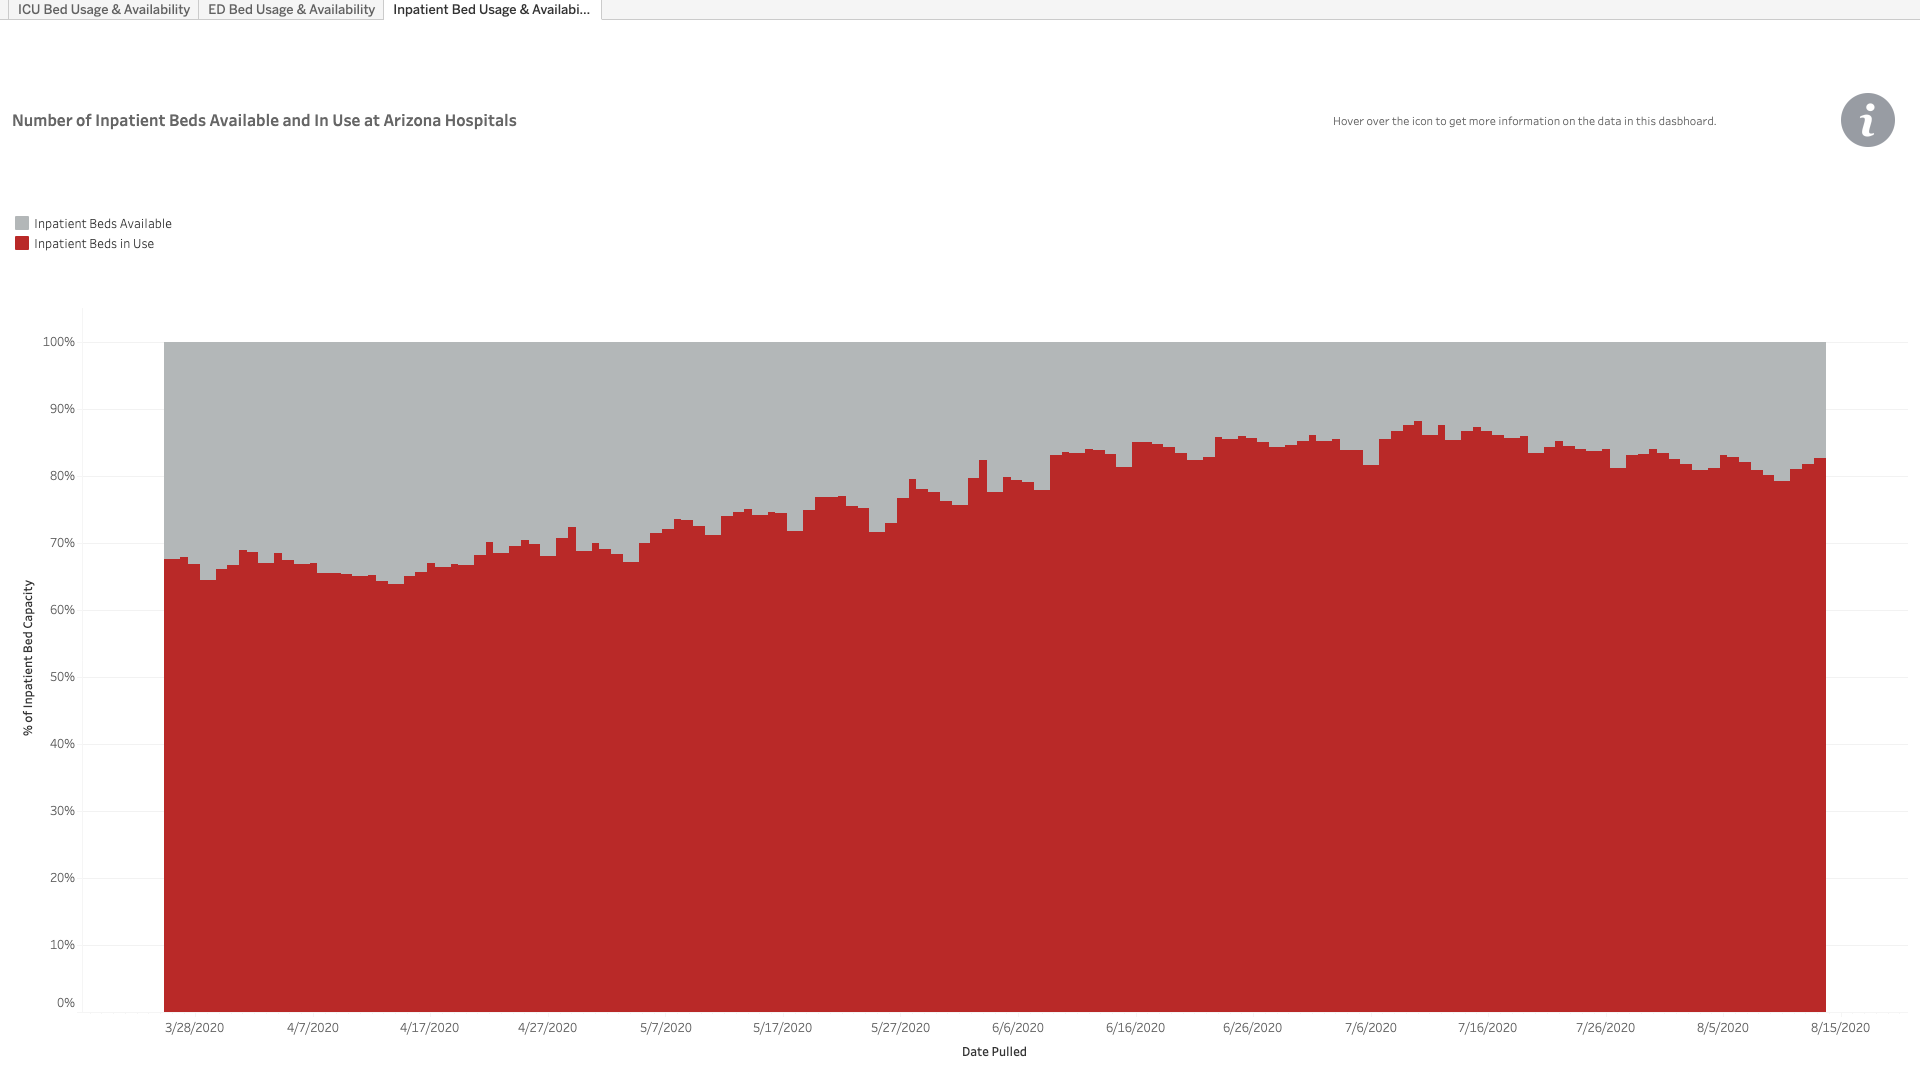 ICU Bed Usage & Availability
ED Bed Usage & Availability
Inpatient Bed Usage & Availabi...
Number of Inpatient Beds Available and In Use at Arizona Hospitals
Hover over the icon to get more information on the data in this dasbhoard.
i
Inpatient Beds Available
Inpatient Beds in Use
% of Inpatient Bed Capacity
100%
90%
80%
70%
60%
50%
40%
30%
20%
10%
0%
3/28/2020
4/7/2020
4/17/2020
4/27/2020
5/7/2020
5/17/2020
5/27/2020
6/6/2020
6/16/2020
6/26/2020
7/6/2020
7/16/2020
7/26/2020
8/5/2020
8/15/2020
Date Pulled